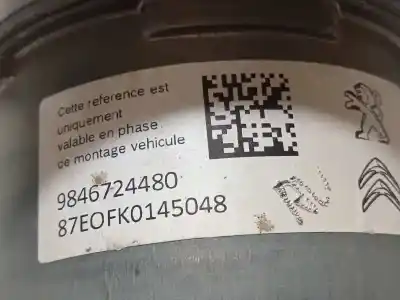 Cette reference est
uniquement
valable en phase
de montage vehicule
9846724480
87EOFK0145048